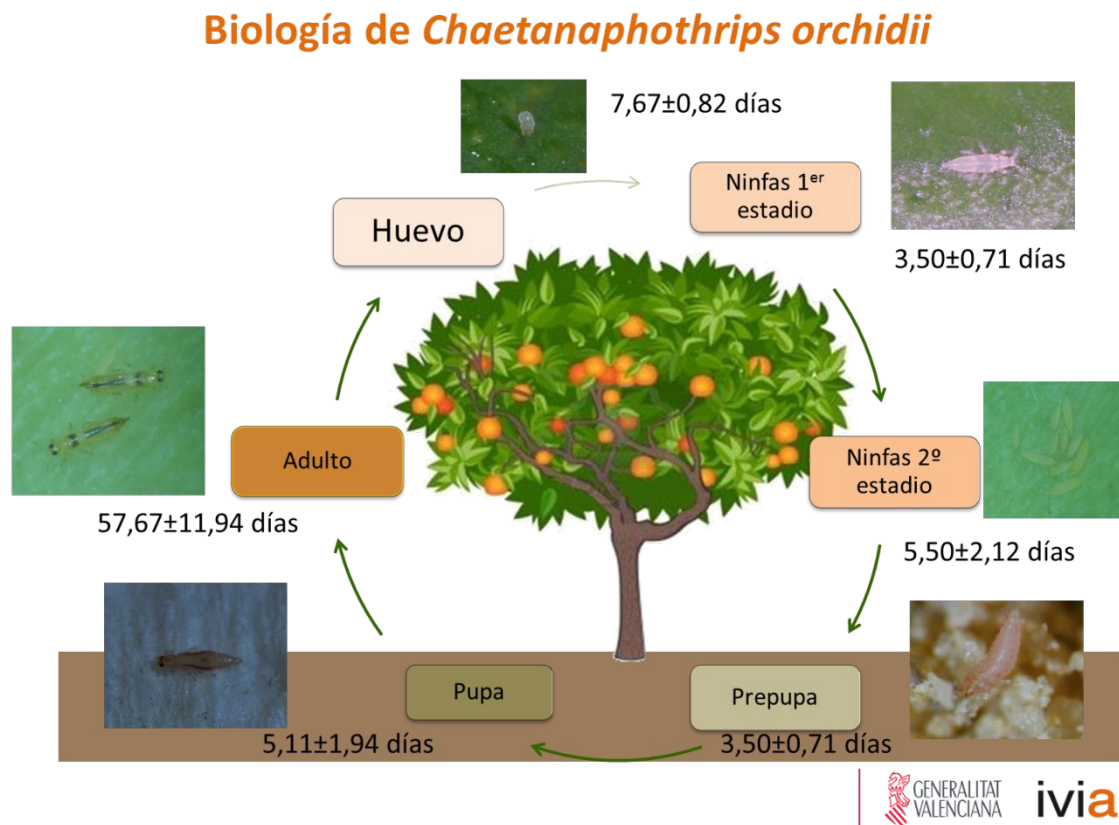 Biología de Chaetanaphothrips orchidii
7,67±0,82 días
Ninfas 1er
estadio
Huevo
3,50±0,71 días
Adulto
Ninfas 2º
estadio
57,67±11,94 días
5,50±2,12 días
Pupa
Prepupa
5,11±1,94 días
3,50±0,71 días
GENERALITAT
VALENCIANA
ivia